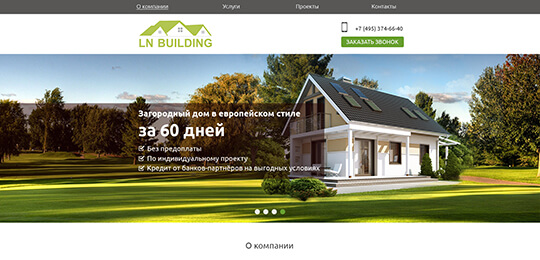 О компании Услуги Проекты Контакты
LN BUILDING
+7 (495) 374-66-40
ЗАКАЗАТЬ ЗВОНОК
Загородный дом в европейском стиле
за 60 дней
Без предоплаты
По индивидуальному проекту
Кредит от банков-партнёров на выгодных условиях
О компании